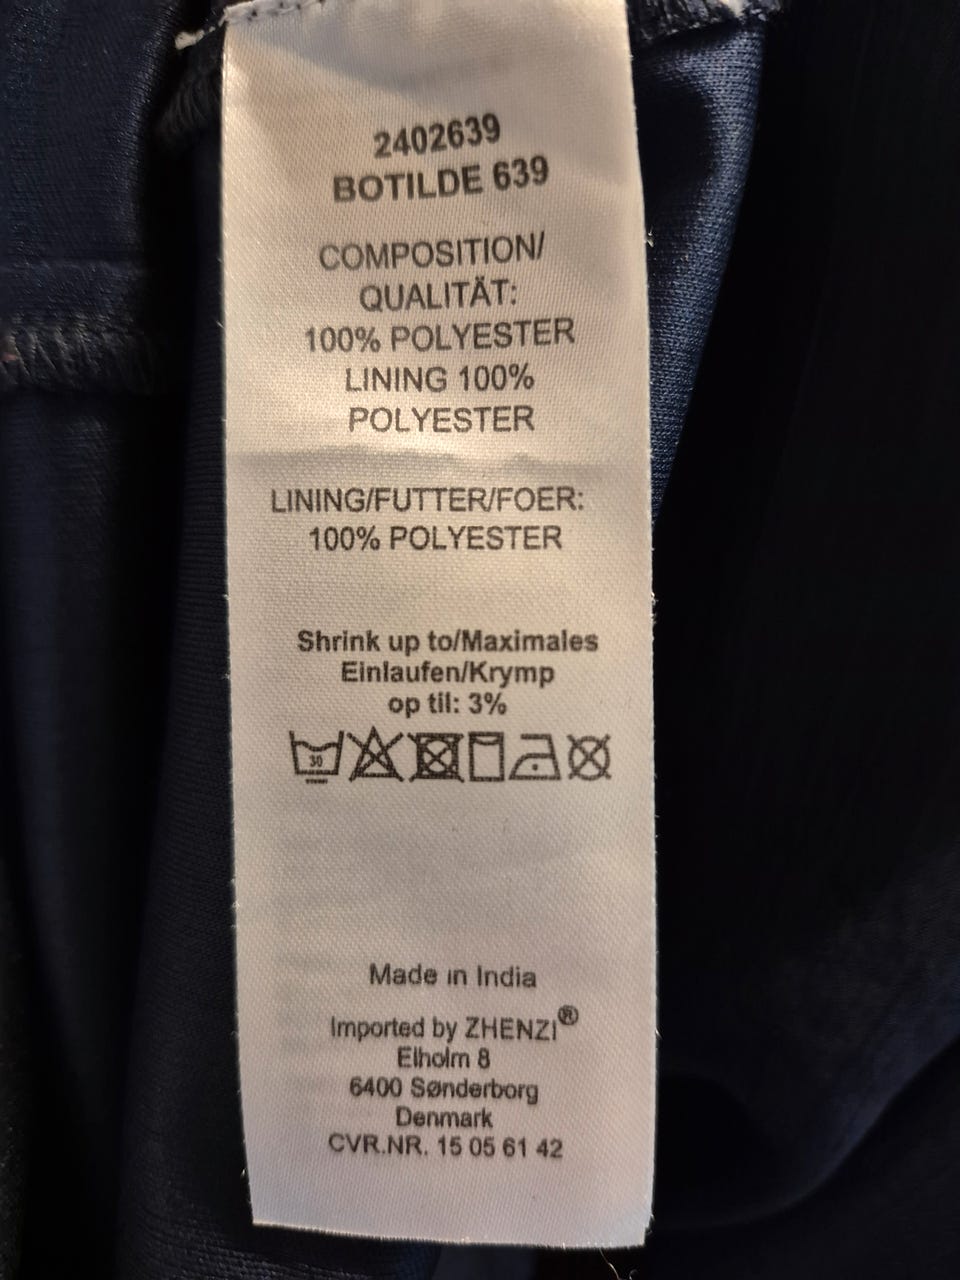 2402639
BOTILDE 639
COMPOSITION/
QUALITÄT:
100% POLYESTER
LINING 100%
POLYESTER
LINING/FUTTER/FOER:
100% POLYESTER
Shrink up to/Maximales
Einlaufen/Krymp
op til: 3%
30
Made in India
Imported by ZHENZI®
Elholm 8
6400 Sønderborg
Denmark
CVR.NR. 15 05 61 42